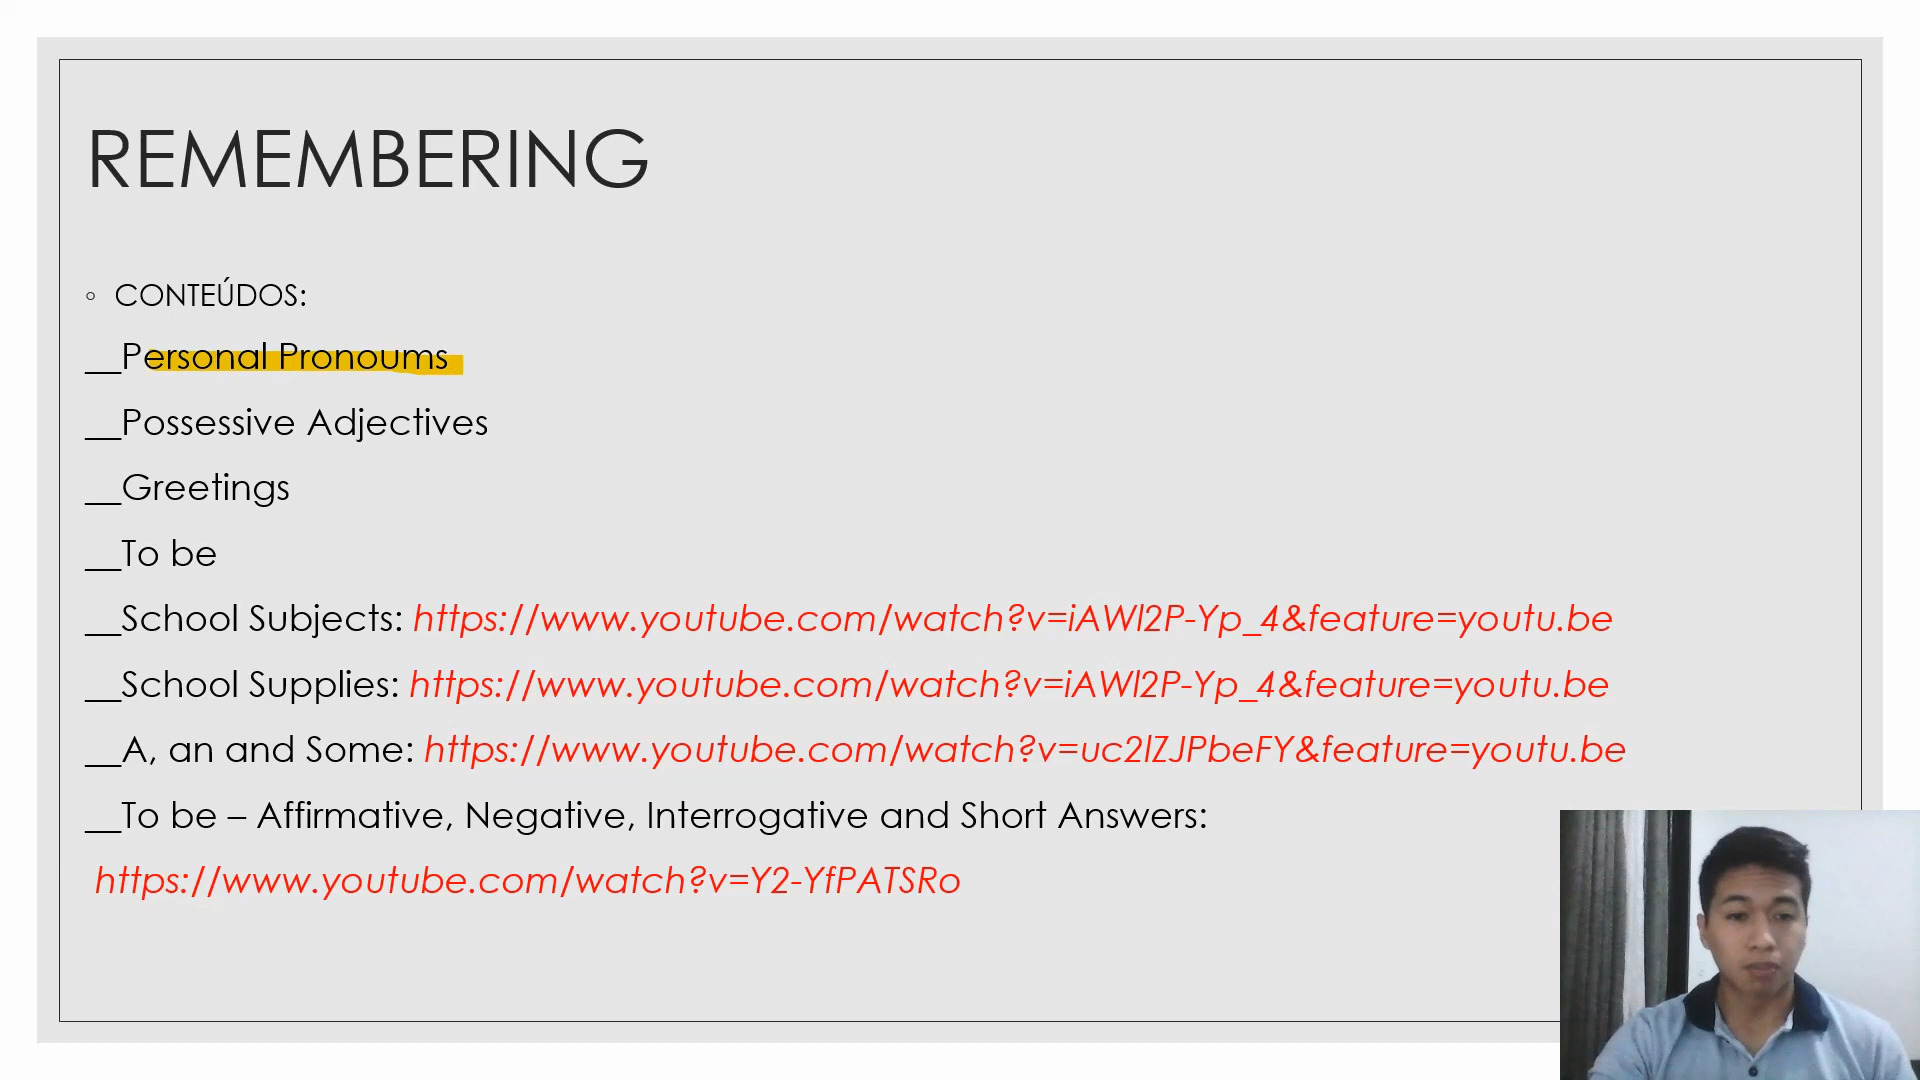 REMEMBERING
◦ CONTEÚDOS:
__Personal Pronoums
__Possessive Adjectives
__Greetings
__To be
__School Subjects: https://www.youtube.com/watch?v=iAWl2P-Yp_4&feature=youtu.be
__School Supplies: https://www.youtube.com/watch?v=iAWl2P-Yp_4&feature=youtu.be
__A, an and Some: https://www.youtube.com/watch?v=uc2lZJPbeFY&feature=youtu.be
__To be – Affirmative, Negative, Interrogative and Short Answers:
https://www.youtube.com/watch?v=Y2-YfPATSRo